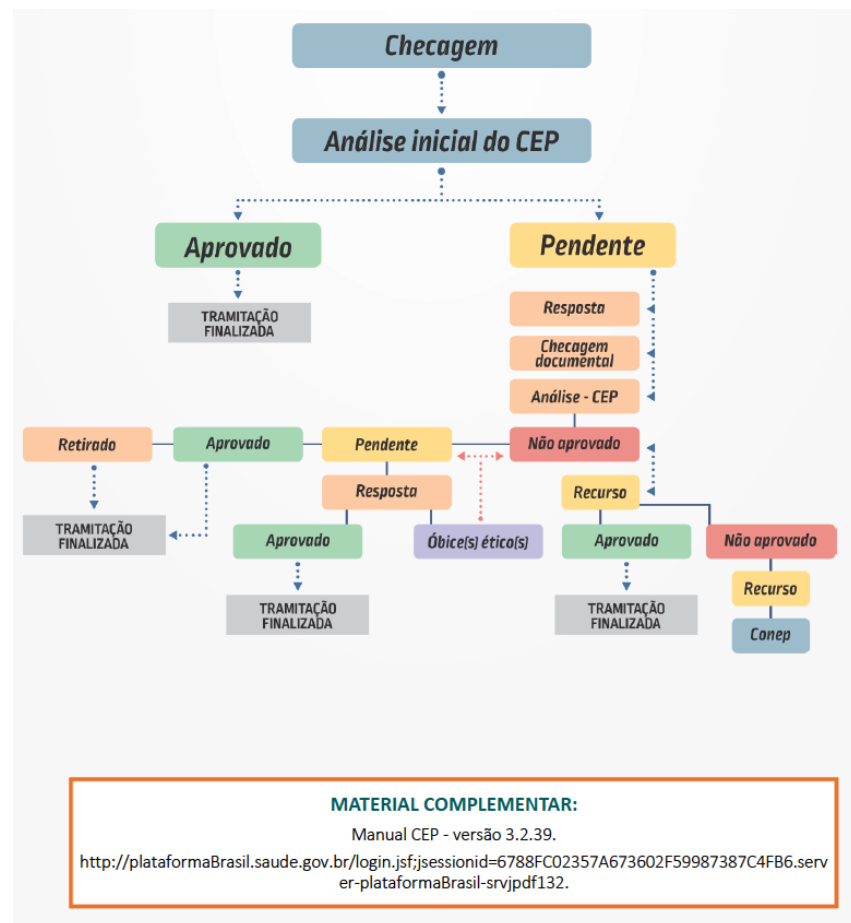 Checagem
Análise inicial do CEP
Aprovado
Pendente
TRAMITAÇÃO
FINALIZADA
Resposta
Checagem
documental
Análise - CEP
Retirado
Aprovado
Pendente
Não aprovado
Resposta
Recurso
TRAMITAÇÃO
FINALIZADA
Aprovado
Óbice(s) ético(s)
Aprovado
Não aprovado
TRAMITAÇÃO
FINALIZADA
TRAMITAÇÃO
FINALIZADA
Recurso
Conep
MATERIAL COMPLEMENTAR:
Manual CEP - versão 3.2.39.
http://plataformaBrasil.saude.gov.br/login.jsf;jsessionid=6788FC02357A673602F59987387C4FB6.serv
er-plataformaBrasil-srvjpdf132.